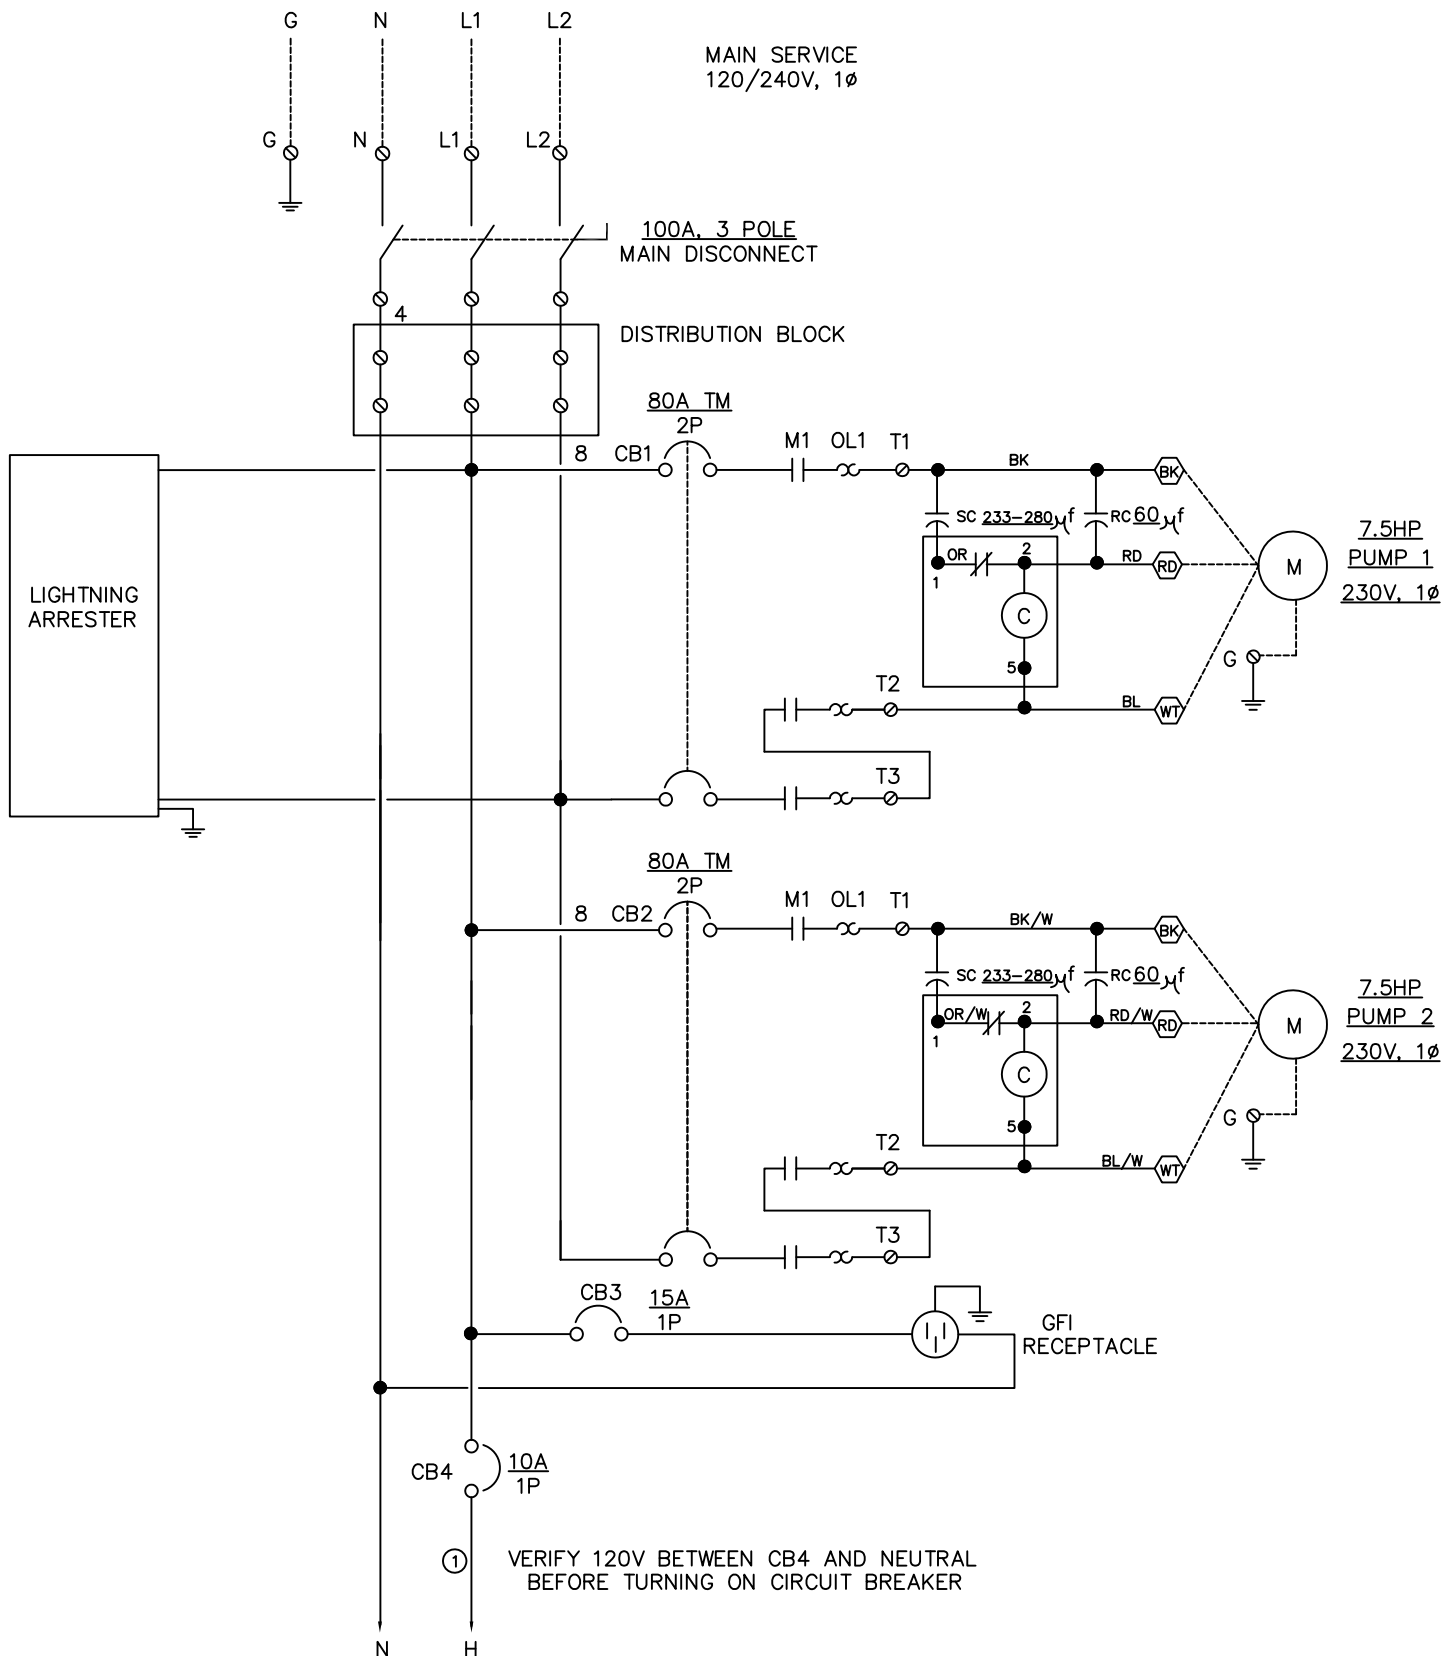 G N L1 L2
MAIN SERVICE
120/240V, 1ø
G N L1 L2
100A, 3 POLE
MAIN DISCONNECT
4
DISTRIBUTION BLOCK
80A TM
2P
8 CB1 M1 OL1 T1
BK
BK
SC 233-280µf
RC 60µf
OR
1
2
RD
RD
C
5
T2
BL
WT
T3
M
7.5HP
PUMP 1
230V, 1ø
G
LIGHTNING
ARRESTER
80A TM
2P
8 CB2 M1 OL1 T1
BK/W
BK
SC 233-280µf
RC 60µf
OR/W
1
2
RD/W
RD
C
5
T2
BL/W
WT
T3
M
7.5HP
PUMP 2
230V, 1ø
G
CB3
15A
1P
GFI
RECEPTACLE
CB4
10A
1P
1
VERIFY 120V BETWEEN CB4 AND NEUTRAL
BEFORE TURNING ON CIRCUIT BREAKER
N H